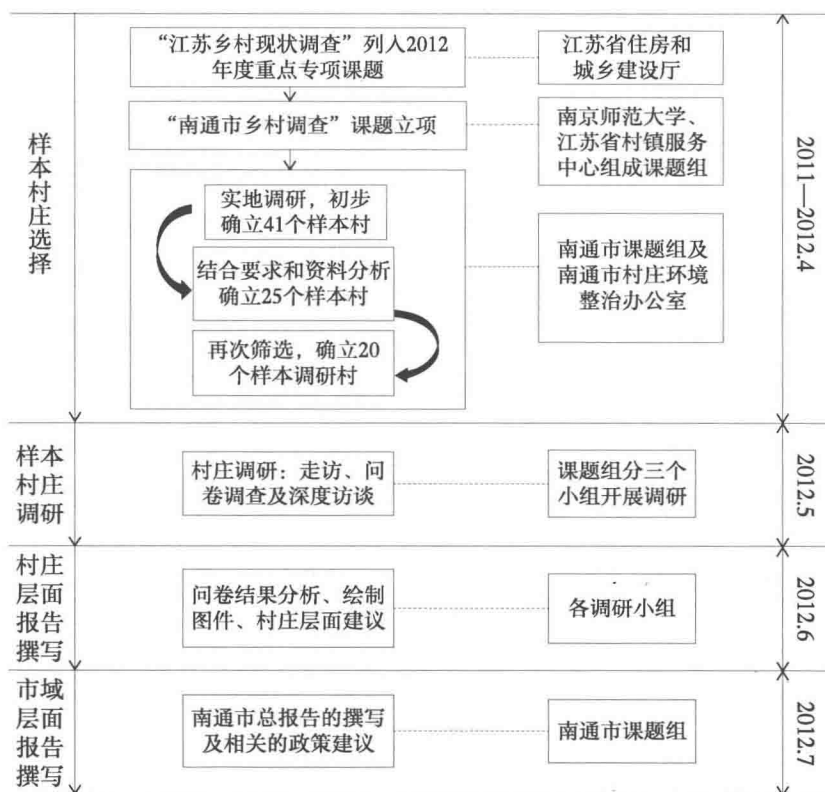 “江苏乡村现状调查”列入2012
年度重点专项课题
江苏省住房和
城乡建设厅
“南通市乡村调查”课题立项
南京师范大学、
江苏省村镇服务
中心组成课题组
样本村庄选择
实地调研，初步
确立41个样本村
结合要求和资料分析
确立25个样本村
再次筛选，确立20
个样本调研村
南通市课题组及
南通市村庄环境
整治办公室
2011—2012.4
样本
村庄
调研
村庄调研：走访、问
卷调查及深度访谈
课题组分三个
小组开展调研
2012.5
村庄
层面
报告
撰写
问卷结果分析、绘制
图件、村庄层面建议
各调研小组
2012.6
市域
层面
报告
撰写
南通市总报告的撰写
及相关的政策建议
南通市课题组
2012.7